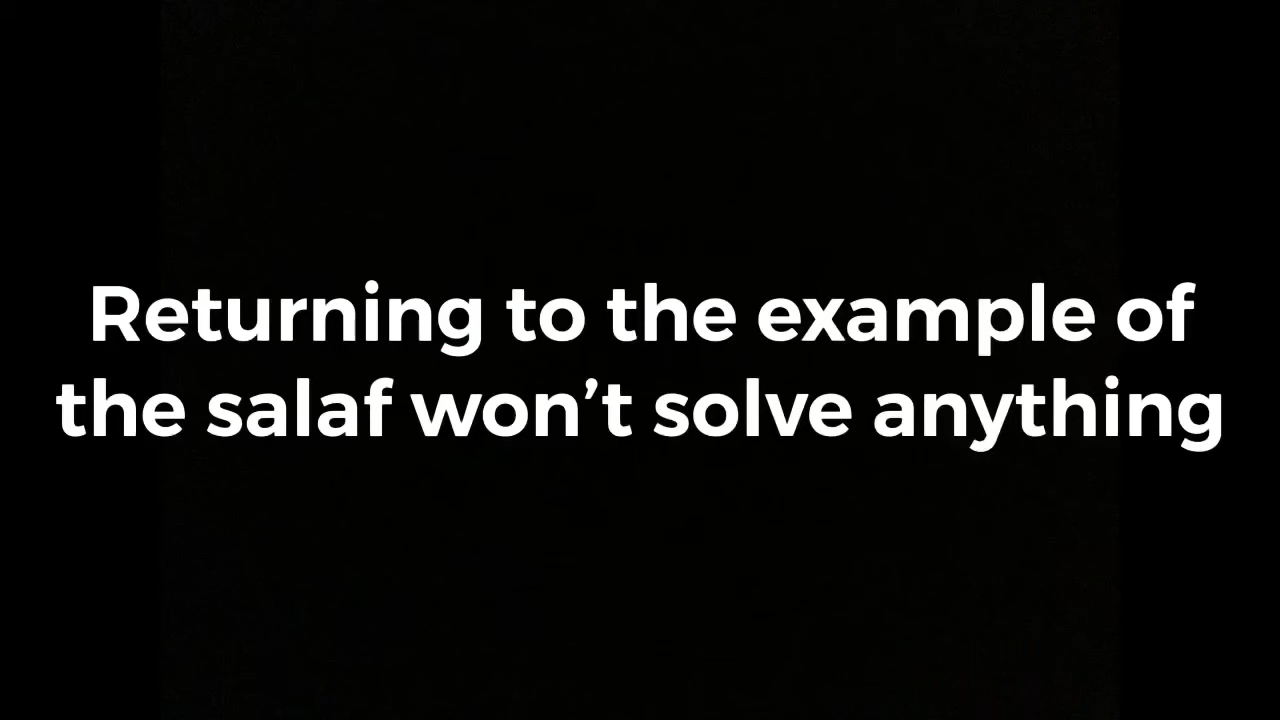 Returning to the example of
the salaf won’t solve anything